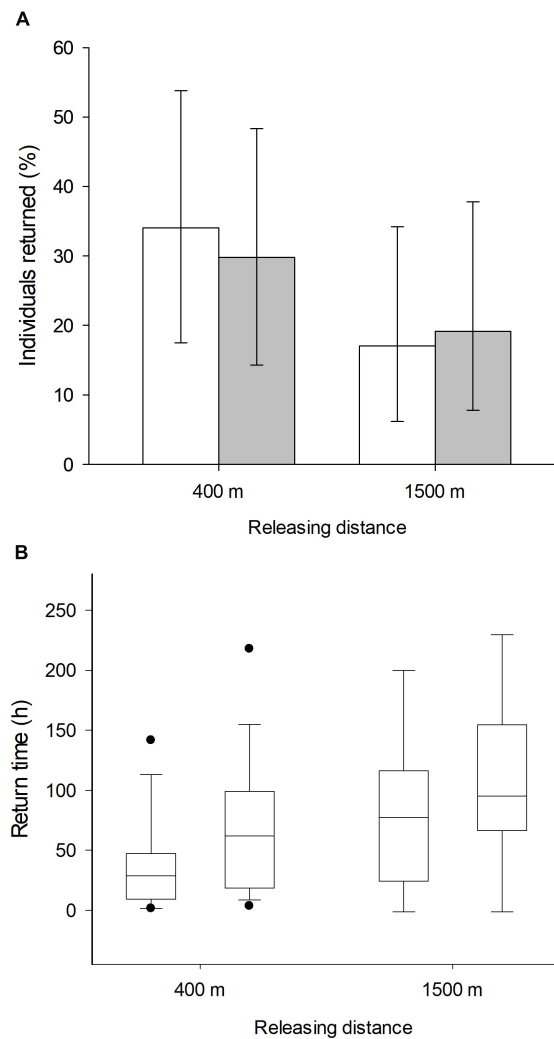 A
60
50
40
30
20
10
0
Individuals returned (%)
400 m 1500 m
Releasing distance
B
250
200
150
100
50
0
Return time (h)
400 m 1500 m
Releasing distance